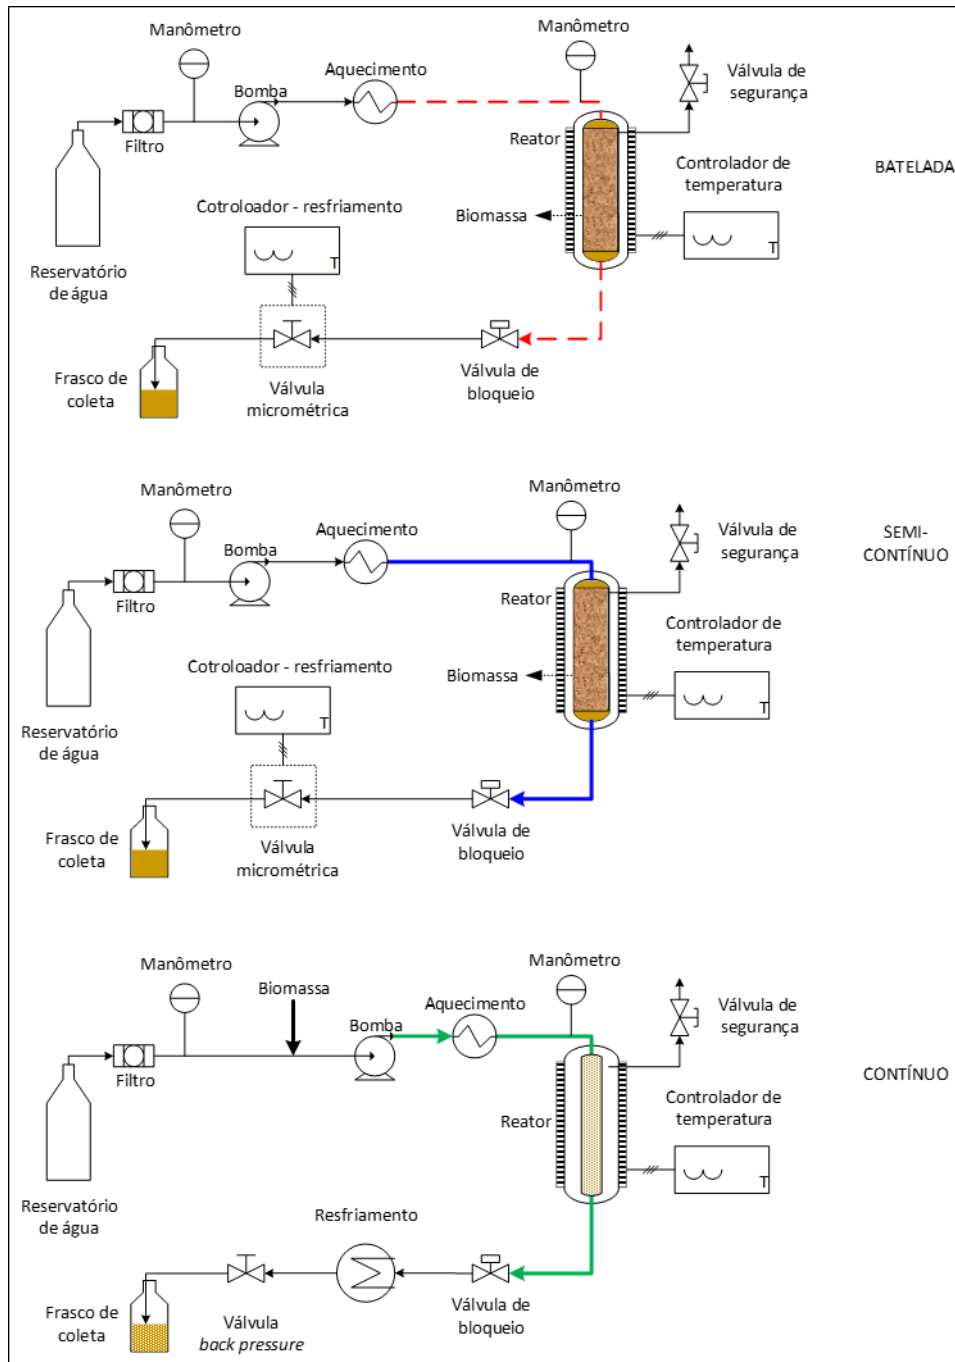 Manômetro
Manômetro
Aquecimento
Bomba
Válvula de
segurança
Filtro
Reator
Controlador de
temperatura
BATELADA
Cotroloador - resfriamento
Biomassa
T
T
Reservatório
de água
Frasco de
coleta
Válvula
micrométrica
Válvula de
bloqueio
Manômetro
Manômetro
Aquecimento
Bomba
Válvula de
segurança
SEMI-
CONTÍNUO
Filtro
Reator
Controlador de
temperatura
Cotroloador - resfriamento
Biomassa
T
T
Reservatório
de água
Frasco de
coleta
Válvula
micrométrica
Válvula de
bloqueio
Manômetro
Manômetro
Biomassa
Aquecimento
Bomba
Válvula de
segurança
Filtro
CONTÍNUO
Reator
Controlador de
temperatura
T
Reservatório
de água
Resfriamento
Frasco de
coleta
Válvula
back pressure
Válvula de
bloqueio